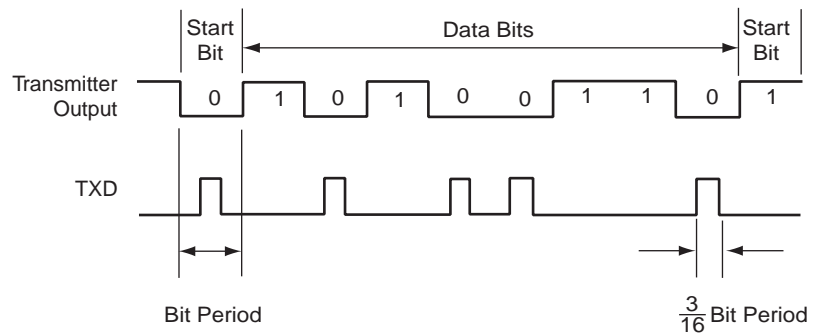 Start Bit
Data Bits
Start Bit
Transmitter Output
0 1 0 1 0 0 1 1 0 1
TXD
Bit Period
3/16 Bit Period